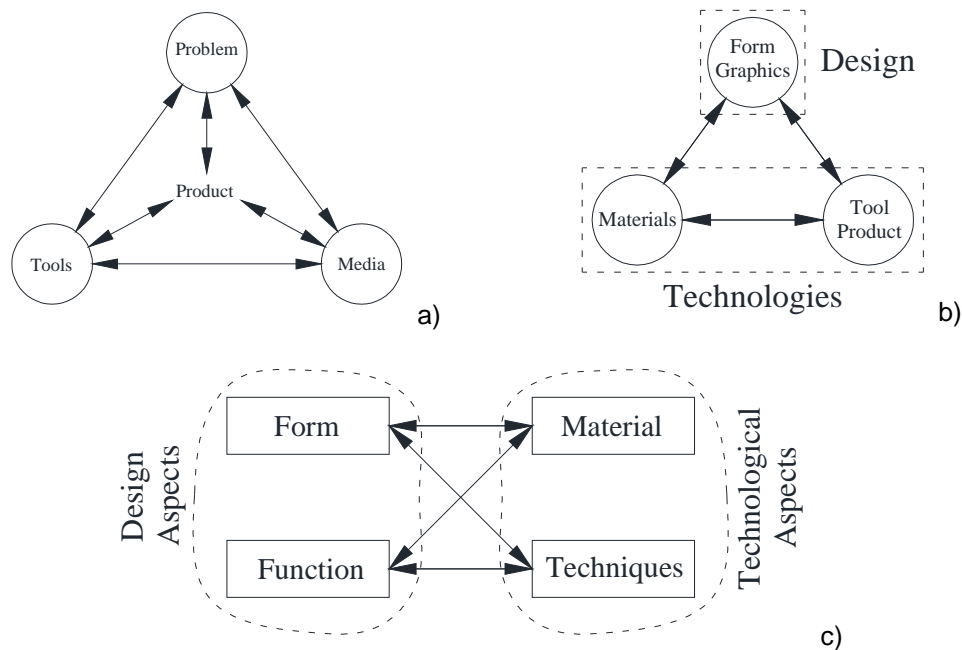 Problem
Product
Tools
Media
a)
Form
Graphics
Design
Materials
Tool
Product
Technologies
b)
Design
Aspects
Form
Material
Function
Techniques
Technological
Aspects
c)